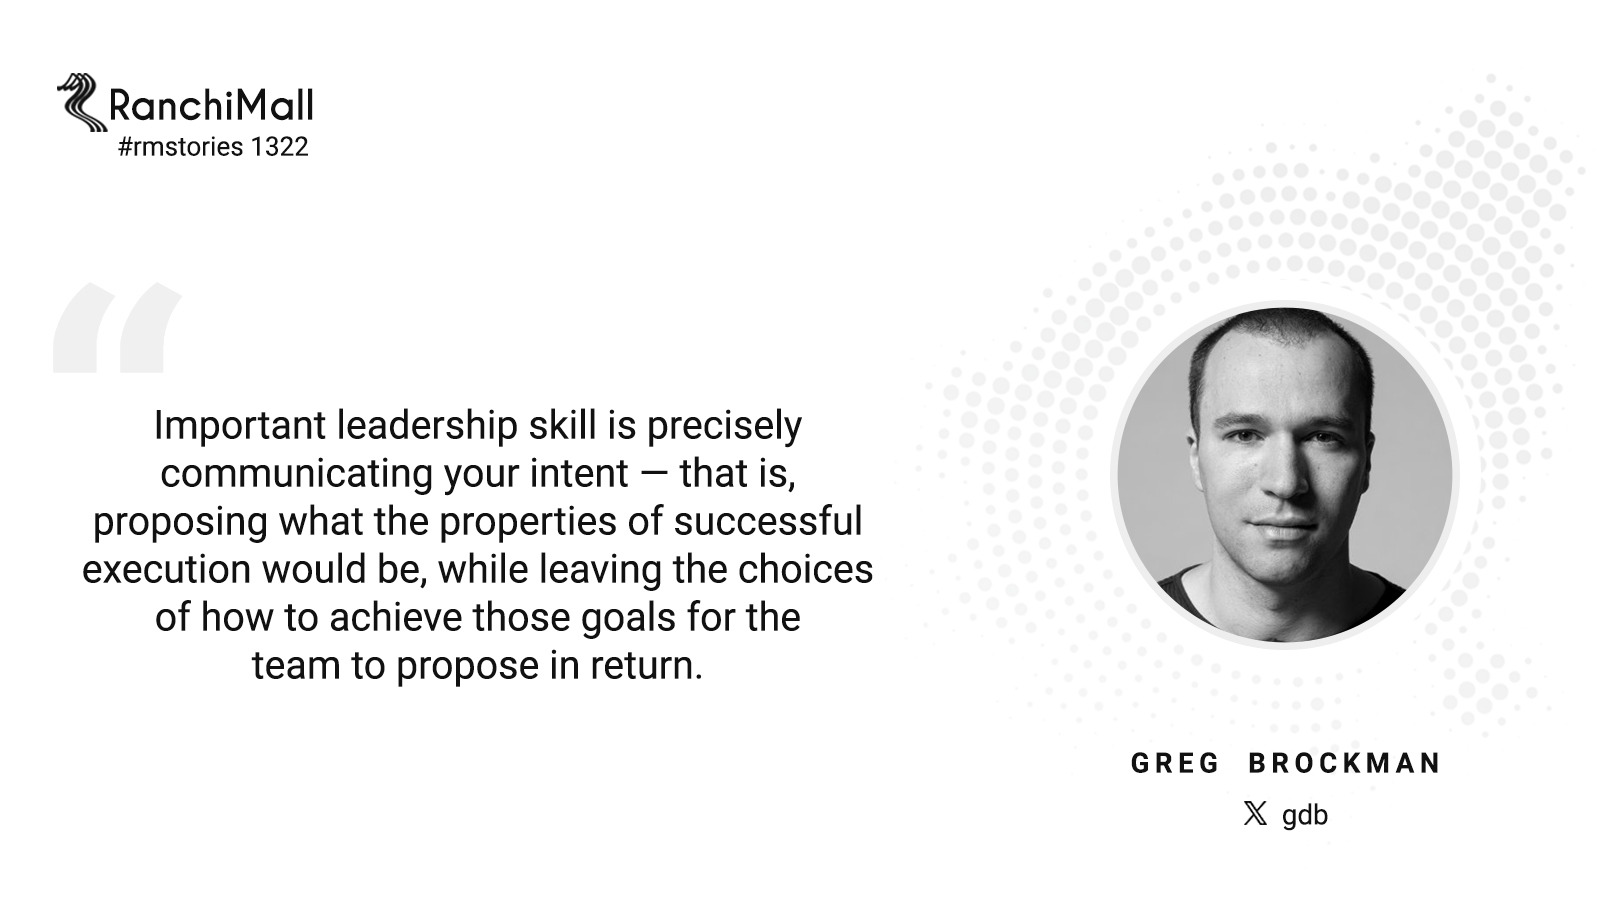 RanchiMall
#rmstories 1322
“
Important leadership skill is precisely
communicating your intent — that is,
proposing what the properties of successful
execution would be, while leaving the choices
of how to achieve those goals for the
team to propose in return.
GREG BROCKMAN
𝕏 gdb